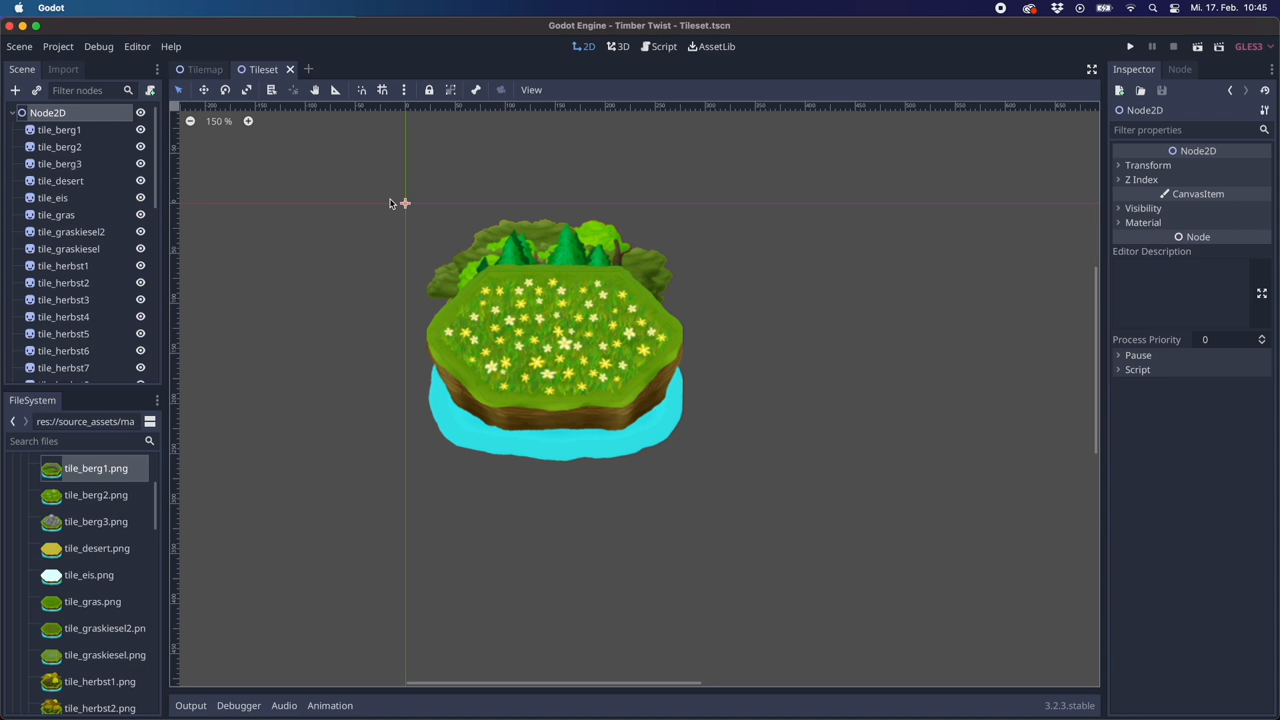 Godot
Mi. 17. Feb. 10:45
Godot Engine - Timber Twist - Tileset.tscn
Scene Project Debug Editor Help
2D 3D Script AssetLib
GLES3
Scene Import
Tilemap Tileset
Inspector Node
Filter nodes
View
Node2D
Filter properties
150 %
Node2D
tile_berg1
tile_berg2
tile_berg3
tile_desert
tile_eis
tile_gras
tile_graskiesel2
tile_graskiesel
tile_herbst1
tile_herbst2
tile_herbst3
tile_herbst4
tile_herbst5
tile_herbst6
tile_herbst7
Node2D
Transform
Z Index
CanvasItem
Visibility
Material
Node
Editor Description
Process Priority 0
Pause
Script
FileSystem
res://source_assets/ma
Search files
tile_berg1.png
tile_berg2.png
tile_berg3.png
tile_desert.png
tile_eis.png
tile_gras.png
tile_graskiesel2.pn
tile_graskiesel.png
tile_herbst1.png
tile_herbst2.png
Output Debugger Audio Animation
3.2.3.stable